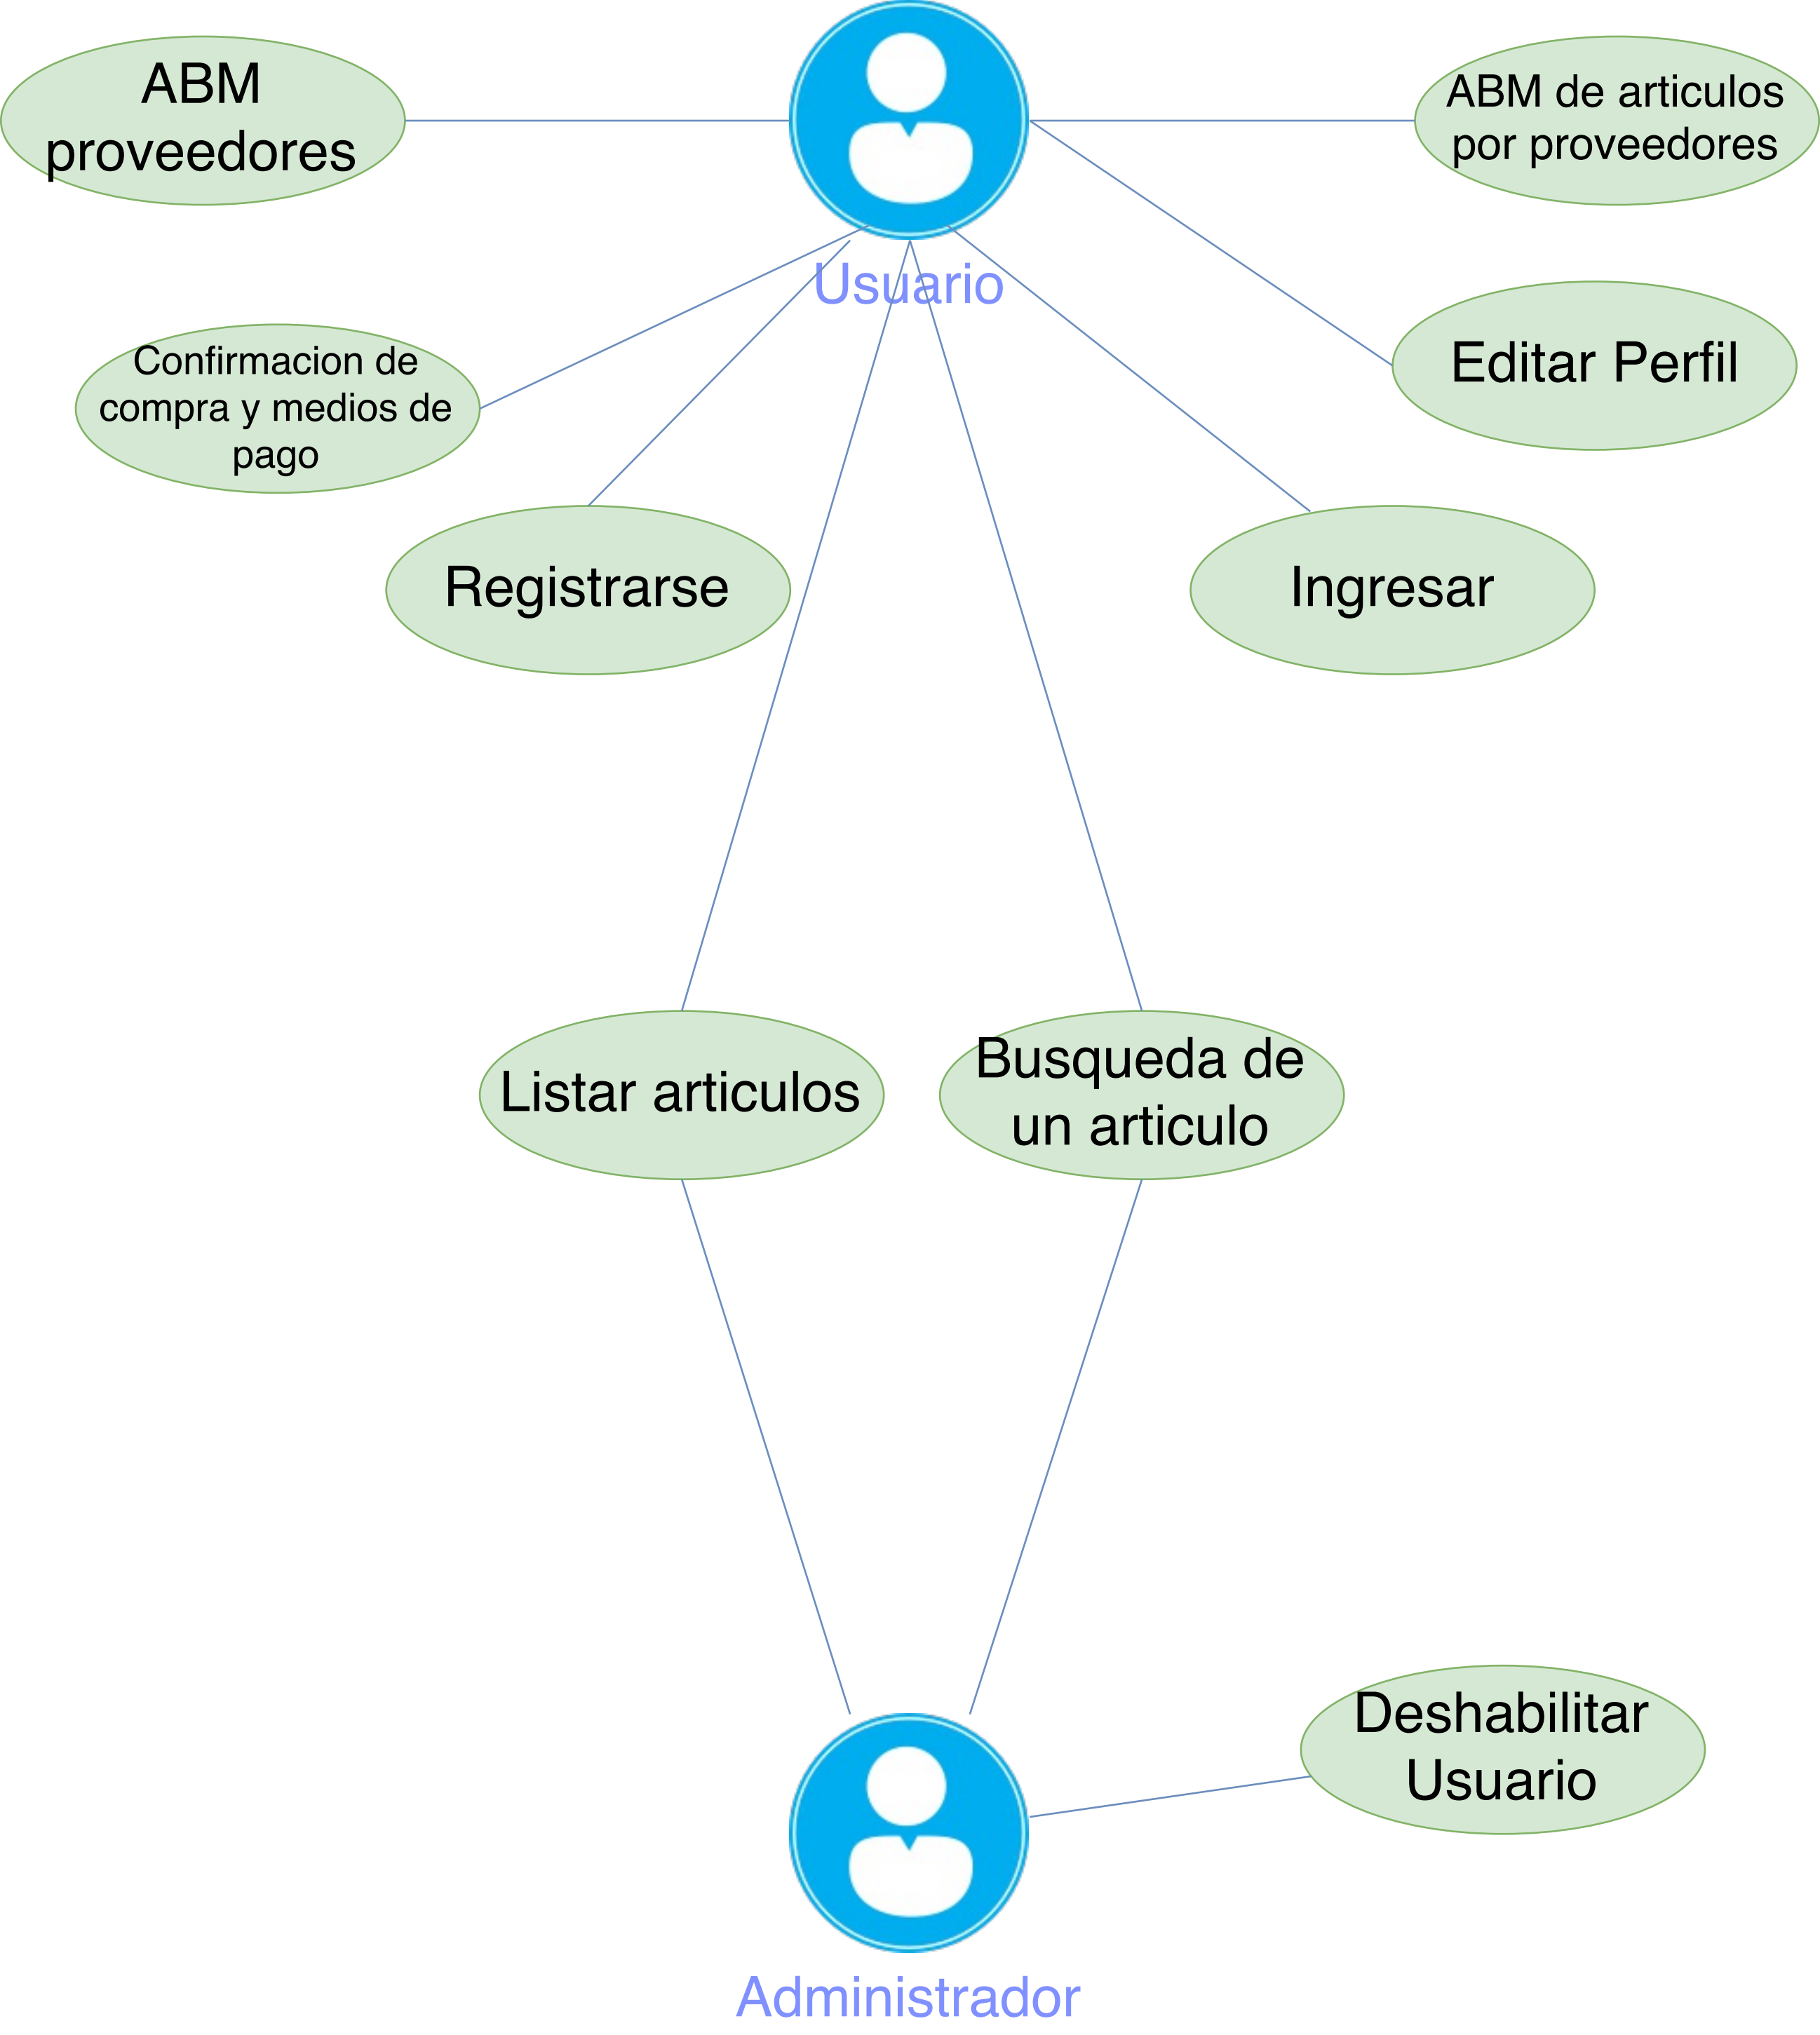 ABM
proveedores
ABM de articulos
por proveedores
Usuario
Confirmacion de
compra y medios de
pago
Editar Perfil
Registrarse
Ingresar
Listar articulos
Busqueda de
un articulo
Deshabilitar
Usuario
Administrador